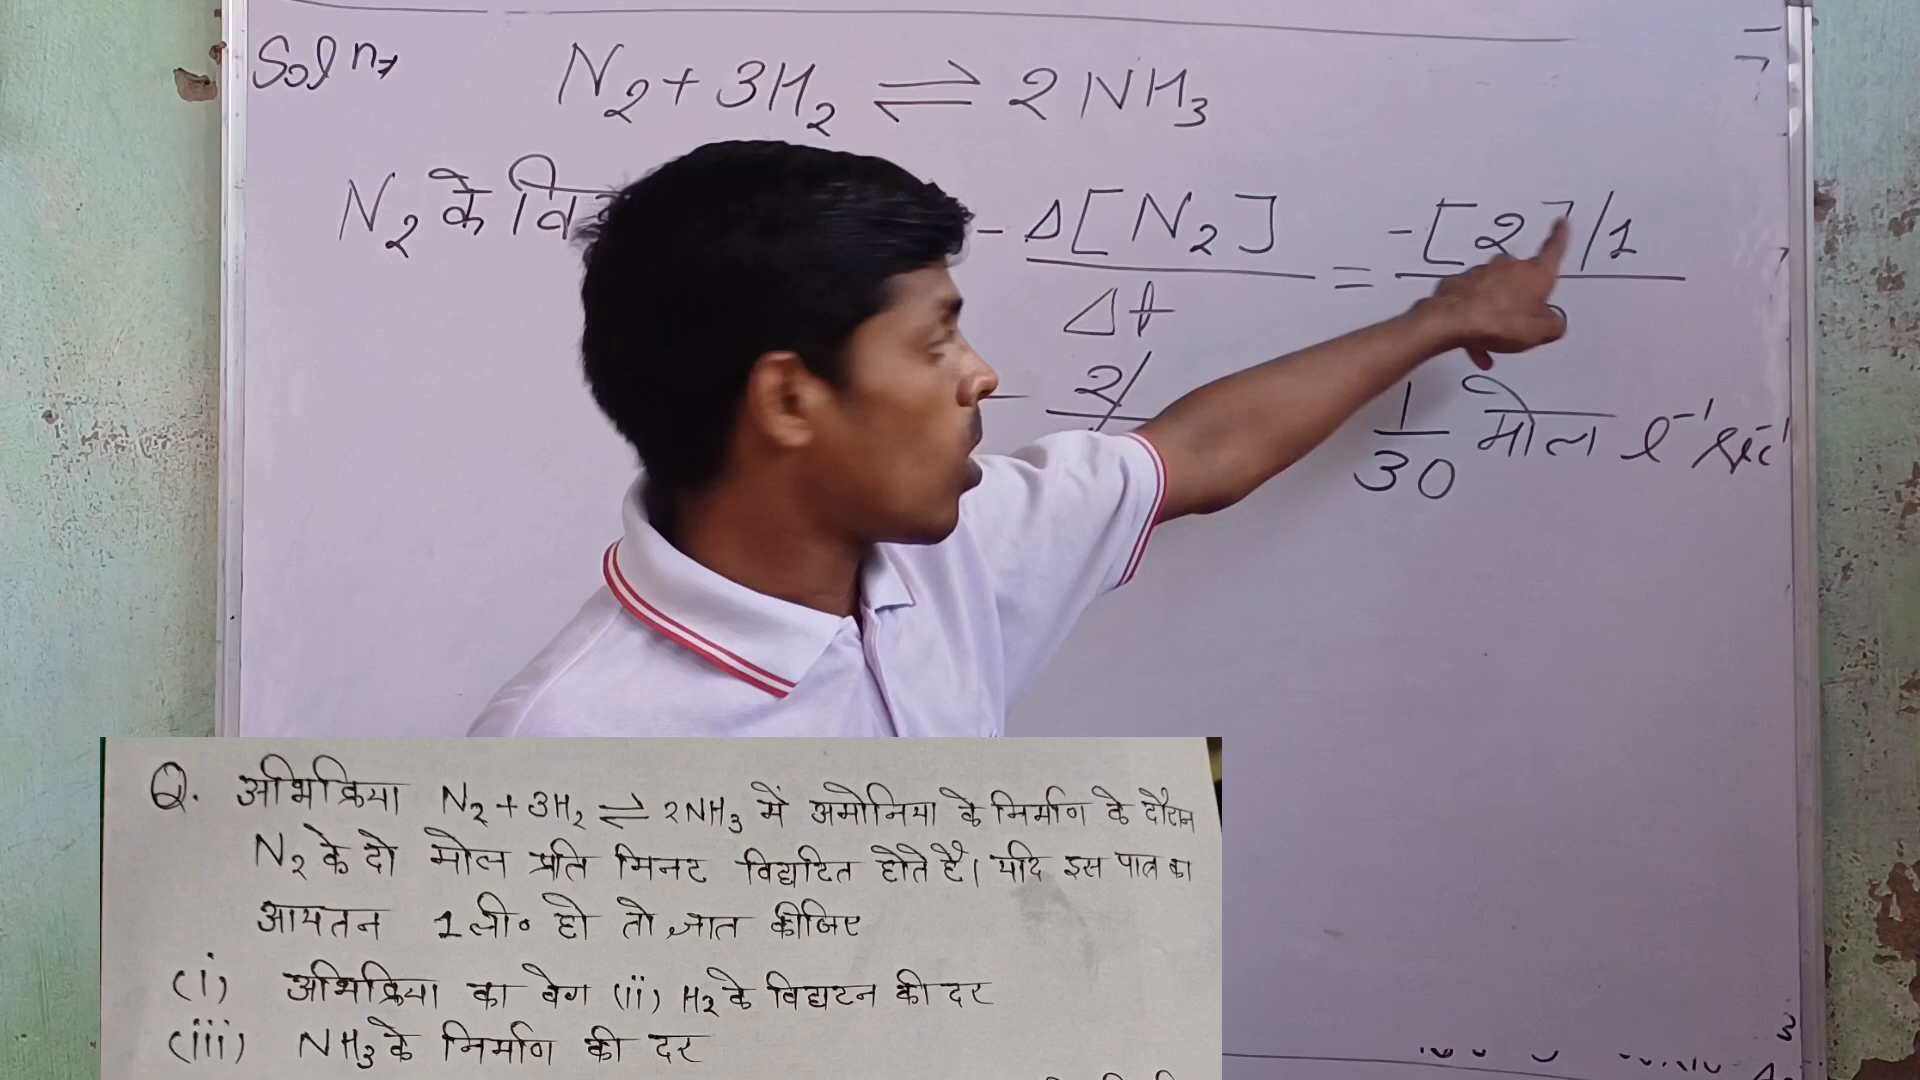 Soln→
N₂ + 3H₂ ⇌ 2NH₃
N₂ के - Δ[N₂] / Δt = -[2]/1
2/
1/30 मोल l⁻¹ sec⁻¹
Q. अभिक्रिया N₂ + 3H₂ ⇌ 2NH₃ में अमोनिया के निर्माण के दौरान
N₂ के दो मोल प्रति मिनट विघटित होते है। यदि इस पात्र का
आयतन 1 ली० हो तो ज्ञात कीजिए
(i) अभिक्रिया का वेग (ii) H₂ के विघटन की दर
(iii) NH₃ के निर्माण की दर